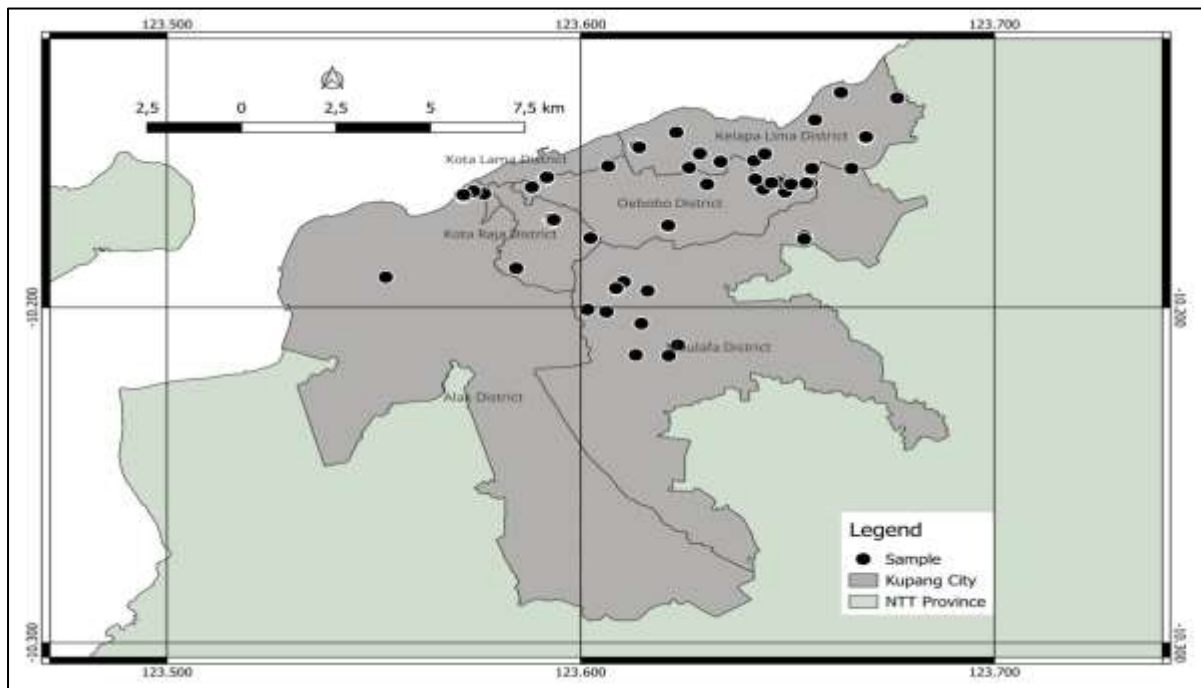 123.500 123.600 123.700
2,5 0 2,5 5 7,5 km
Kelapa Lima District
Kota Lama District
Oebobo District
Kota Raja District
-10.200 -10.200
Maulafa District
Alak District
Legend
Sample
Kupang City
NTT Province
-10.300 -10.300
123.500 123.600 123.700